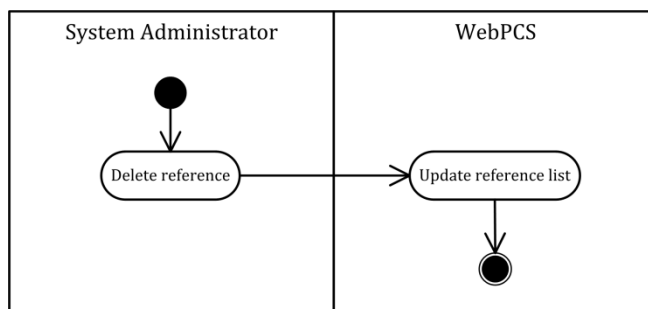 System Administrator
WebPCS
Delete reference
Update reference list